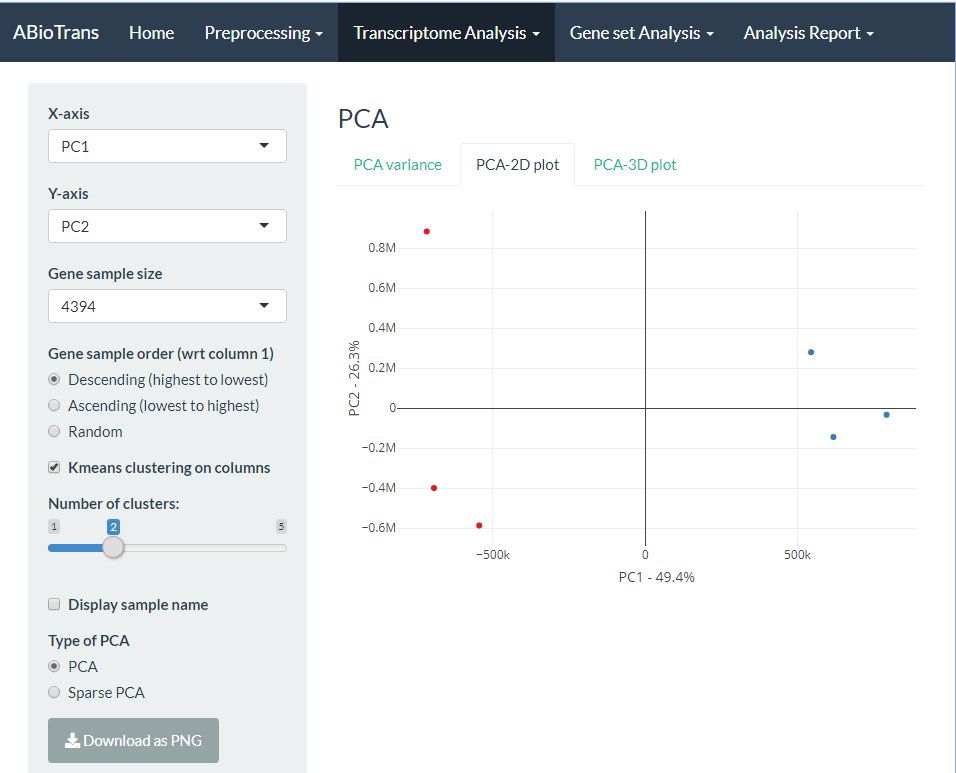 ABioTrans Home Preprocessing Transcriptome Analysis Gene set Analysis Analysis Report
X-axis
PC1
Y-axis
PC2
Gene sample size
4394
Gene sample order (wrt column 1)
Descending (highest to lowest)
Ascending (lowest to highest)
Random
Kmeans clustering on columns
Number of clusters:
1 2 5
Display sample name
Type of PCA
PCA
Sparse PCA
Download as PNG
PCA
PCA variance PCA-2D plot PCA-3D plot
0.8M
0.6M
0.4M
0.2M
0
−0.2M
−0.4M
−0.6M
PC2 - 26.3%
−500k 0 500k
PC1 - 49.4%